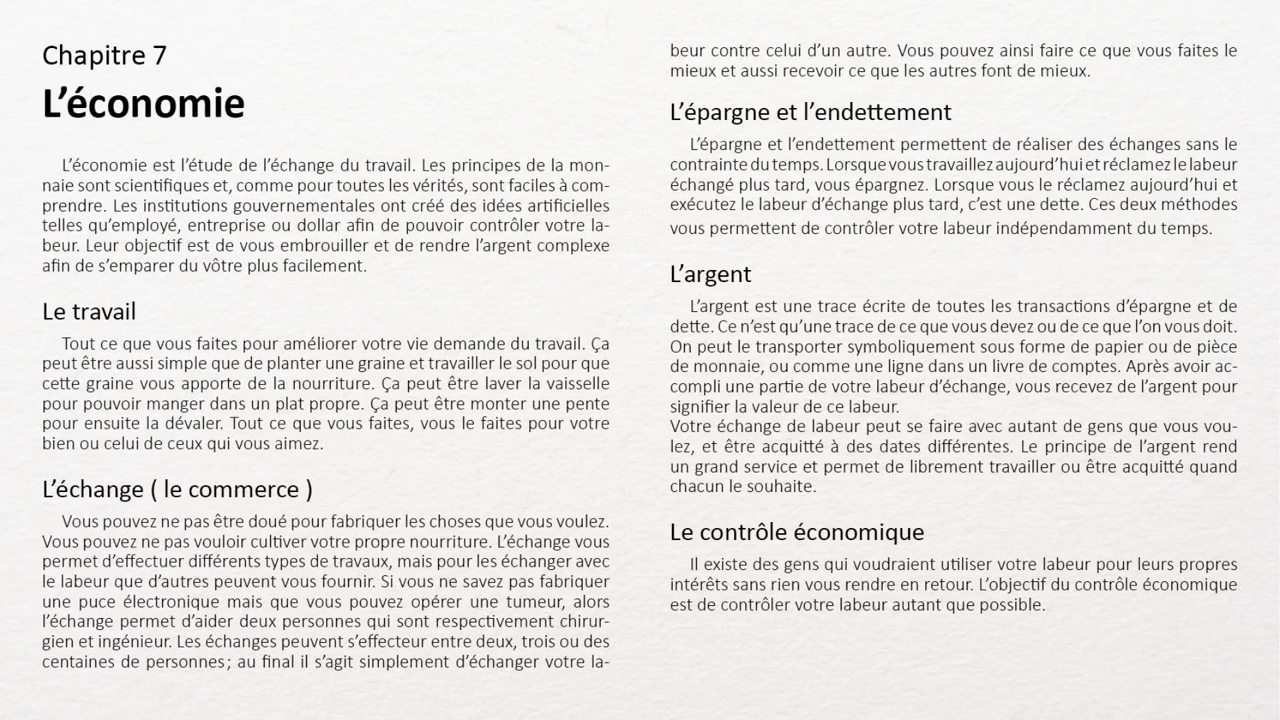 Chapitre 7
L'économie
L'économie est l'étude de l'échange du travail. Les principes de la mon-
naie sont scientifiques et, comme pour toutes les vérités, sont faciles à com-
prendre. Les institutions gouvernementales ont créé des idées artificielles
telles qu'employé, entreprise ou dollar afin de pouvoir contrôler votre la-
beur. Leur objectif est de vous embrouiller et de rendre l'argent complexe
afin de s'emparer du vôtre plus facilement.
Le travail
Tout ce que vous faites pour améliorer votre vie demande du travail. Ça
peut être aussi simple que de planter une graine et travailler le sol pour que
cette graine vous apporte de la nourriture. Ça peut être laver la vaisselle
pour pouvoir manger dans un plat propre. Ça peut être monter une pente
pour ensuite la dévaler. Tout ce que vous faites, vous le faites pour votre
bien ou celui de ceux qui vous aimez.
L'échange ( le commerce )
Vous pouvez ne pas être doué pour fabriquer les choses que vous voulez.
Vous pouvez ne pas vouloir cultiver votre propre nourriture. L'échange vous
permet d'effectuer différents types de travaux, mais pour les échanger avec
le labeur que d'autres peuvent vous fournir. Si vous ne savez pas fabriquer
une puce électronique mais que vous pouvez opérer une tumeur, alors
l'échange permet d'aider deux personnes qui sont respectivement chirur-
gien et ingénieur. Les échanges peuvent s'effecteur entre deux, trois ou des
centaines de personnes ; au final il s'agit simplement d'échanger votre la-
beur contre celui d'un autre. Vous pouvez ainsi faire ce que vous faites le
mieux et aussi recevoir ce que les autres font de mieux.
L'épargne et l'endettement
L'épargne et l'endettement permettent de réaliser des échanges sans le
contrainte du temps. Lorsque vous travaillez aujourd'hui et réclamez le labeur
échangé plus tard, vous épargnez. Lorsque vous le réclamez aujourd'hui et
exécutez le labeur d'échange plus tard, c'est une dette. Ces deux méthodes
vous permettent de contrôler votre labeur indépendamment du temps.
L'argent
L'argent est une trace écrite de toutes les transactions d'épargne et de
dette. Ce n'est qu'une trace de ce que vous devez ou de ce que l'on vous doit.
On peut le transporter symboliquement sous forme de papier ou de pièce
de monnaie, ou comme une ligne dans un livre de comptes. Après avoir ac-
compli une partie de votre labeur d'échange, vous recevez de l'argent pour
signifier la valeur de ce labeur.
Votre échange de labeur peut se faire avec autant de gens que vous vou-
lez, et être acquitté à des dates différentes. Le principe de l'argent rend
un grand service et permet de librement travailler ou être acquitté quand
chacun le souhaite.
Le contrôle économique
Il existe des gens qui voudraient utiliser votre labeur pour leurs propres
intérêts sans rien vous rendre en retour. L'objectif du contrôle économique
est de contrôler votre labeur autant que possible.